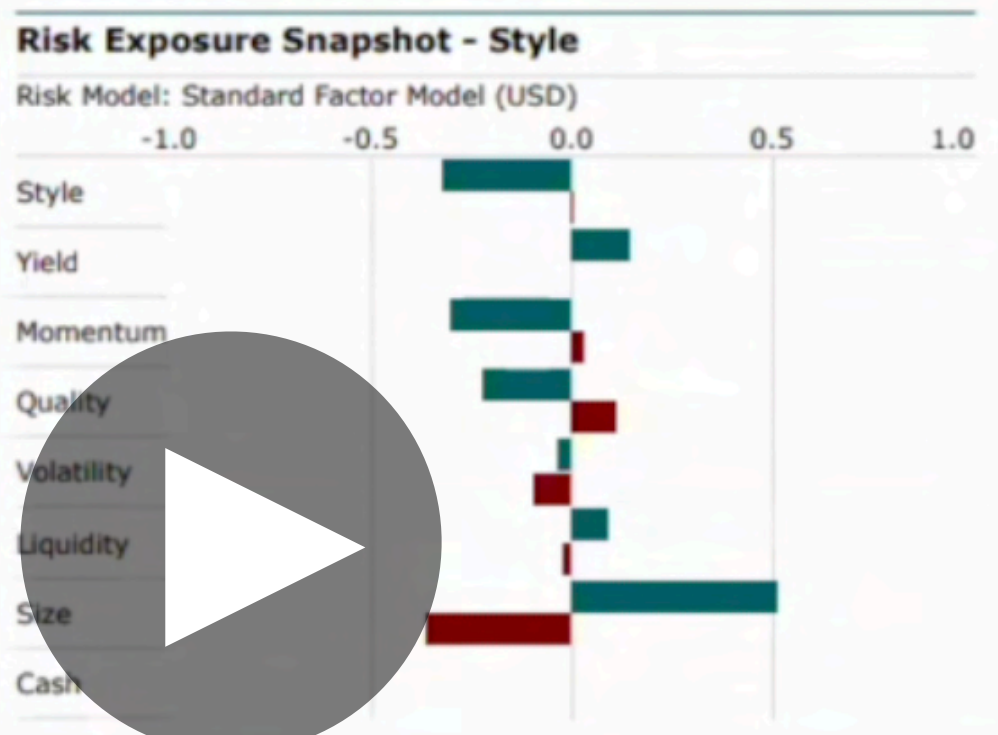 Risk Exposure Snapshot - Style
Risk Model: Standard Factor Model (USD)
-1.0 -0.5 0.0 0.5 1.0
Style
Yield
Momentum
Quality
Volatility
Liquidity
Size
Cash